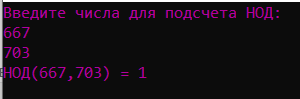 Введите числа для подсчета НОД:
667
703
НОД(667,703) = 1